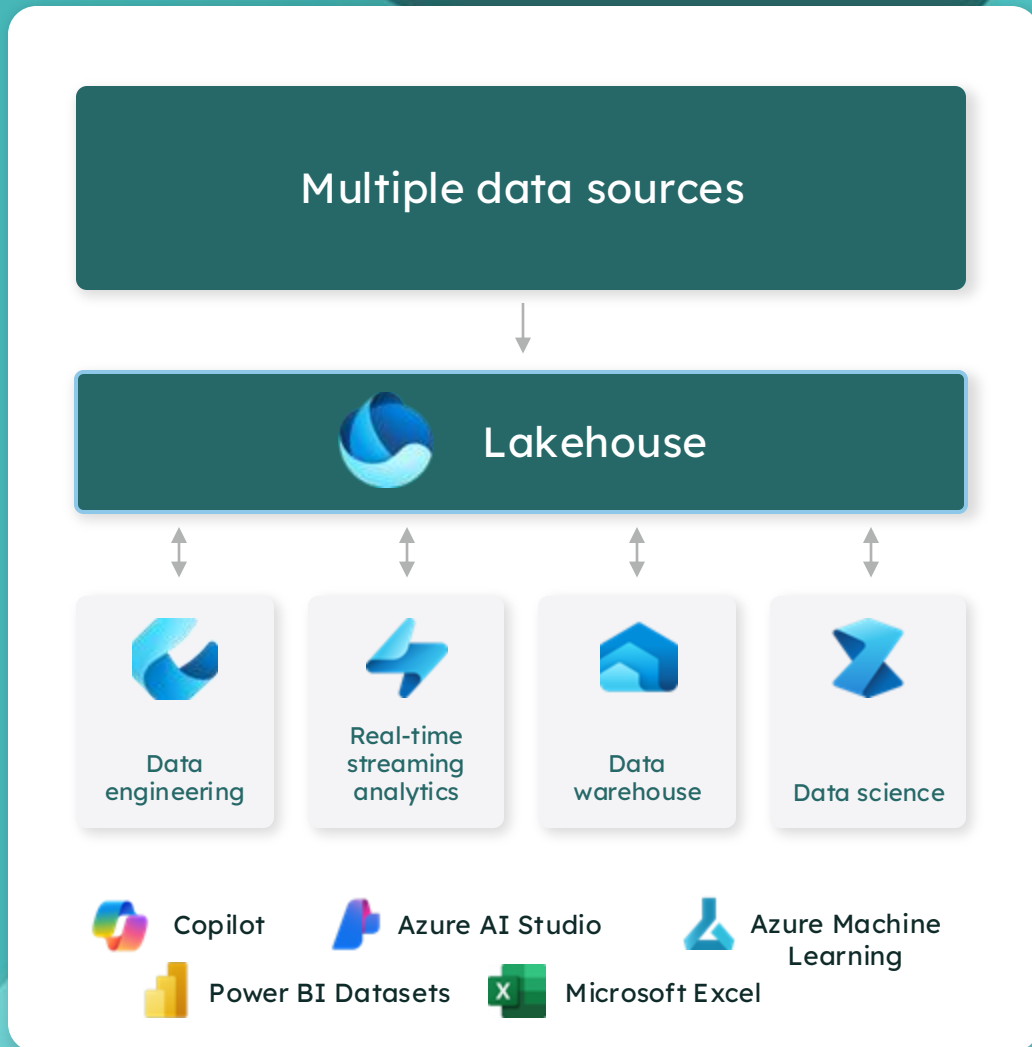 Multiple data sources
Lakehouse
Data
engineering
Real-time
streaming
analytics
Data
warehouse
Data science
Copilot
Azure AI Studio
Azure Machine
Learning
Power BI Datasets
X
Microsoft Excel